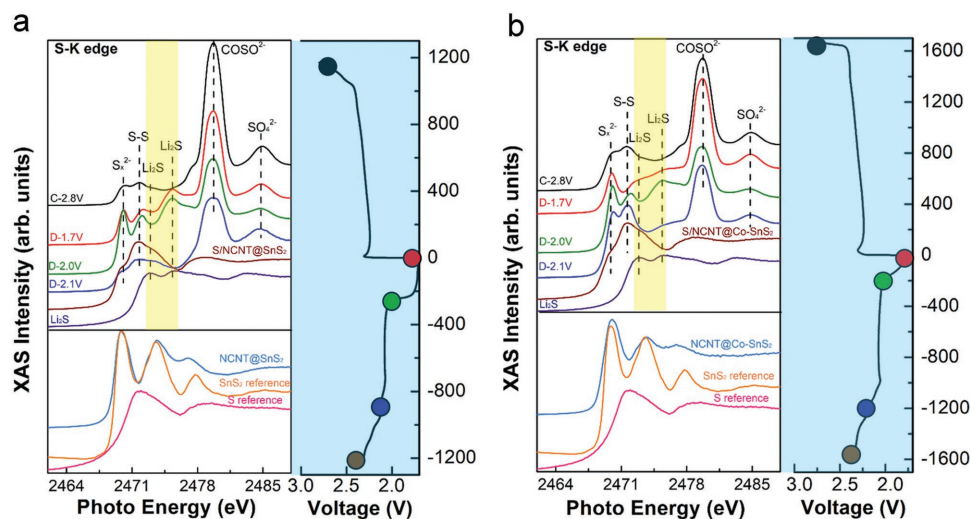 a
S-K edge
COSO²⁻
S-S
Li₂S
Sₓ²⁻
Li₂S
SO₄²⁻
C-2.8V
D-1.7V
S/NCNT@SnS₂
D-2.0V
D-2.1V
Li₂S
NCNT@SnS₂
SnS₂ reference
S reference
XAS Intensity (arb. units)
2464 2471 2478 2485
Photo Energy (eV)
1200
800
400
0
-400
-800
-1200
3.0 2.5 2.0
Voltage (V)
b
S-K edge
COSO²⁻
S-S
Li₂S
Sₓ²⁻
Li₂S
SO₄²⁻
C-2.8V
D-1.7V
S/NCNT@Co-SnS₂
D-2.0V
D-2.1V
Li₂S
NCNT@Co-SnS₂
SnS₂ reference
S reference
XAS Intensity (arb. units)
2464 2471 2478 2485
Photo Energy (eV)
1600
1200
800
400
0
-400
-800
-1200
-1600
3.0 2.5 2.0
Voltage (V)